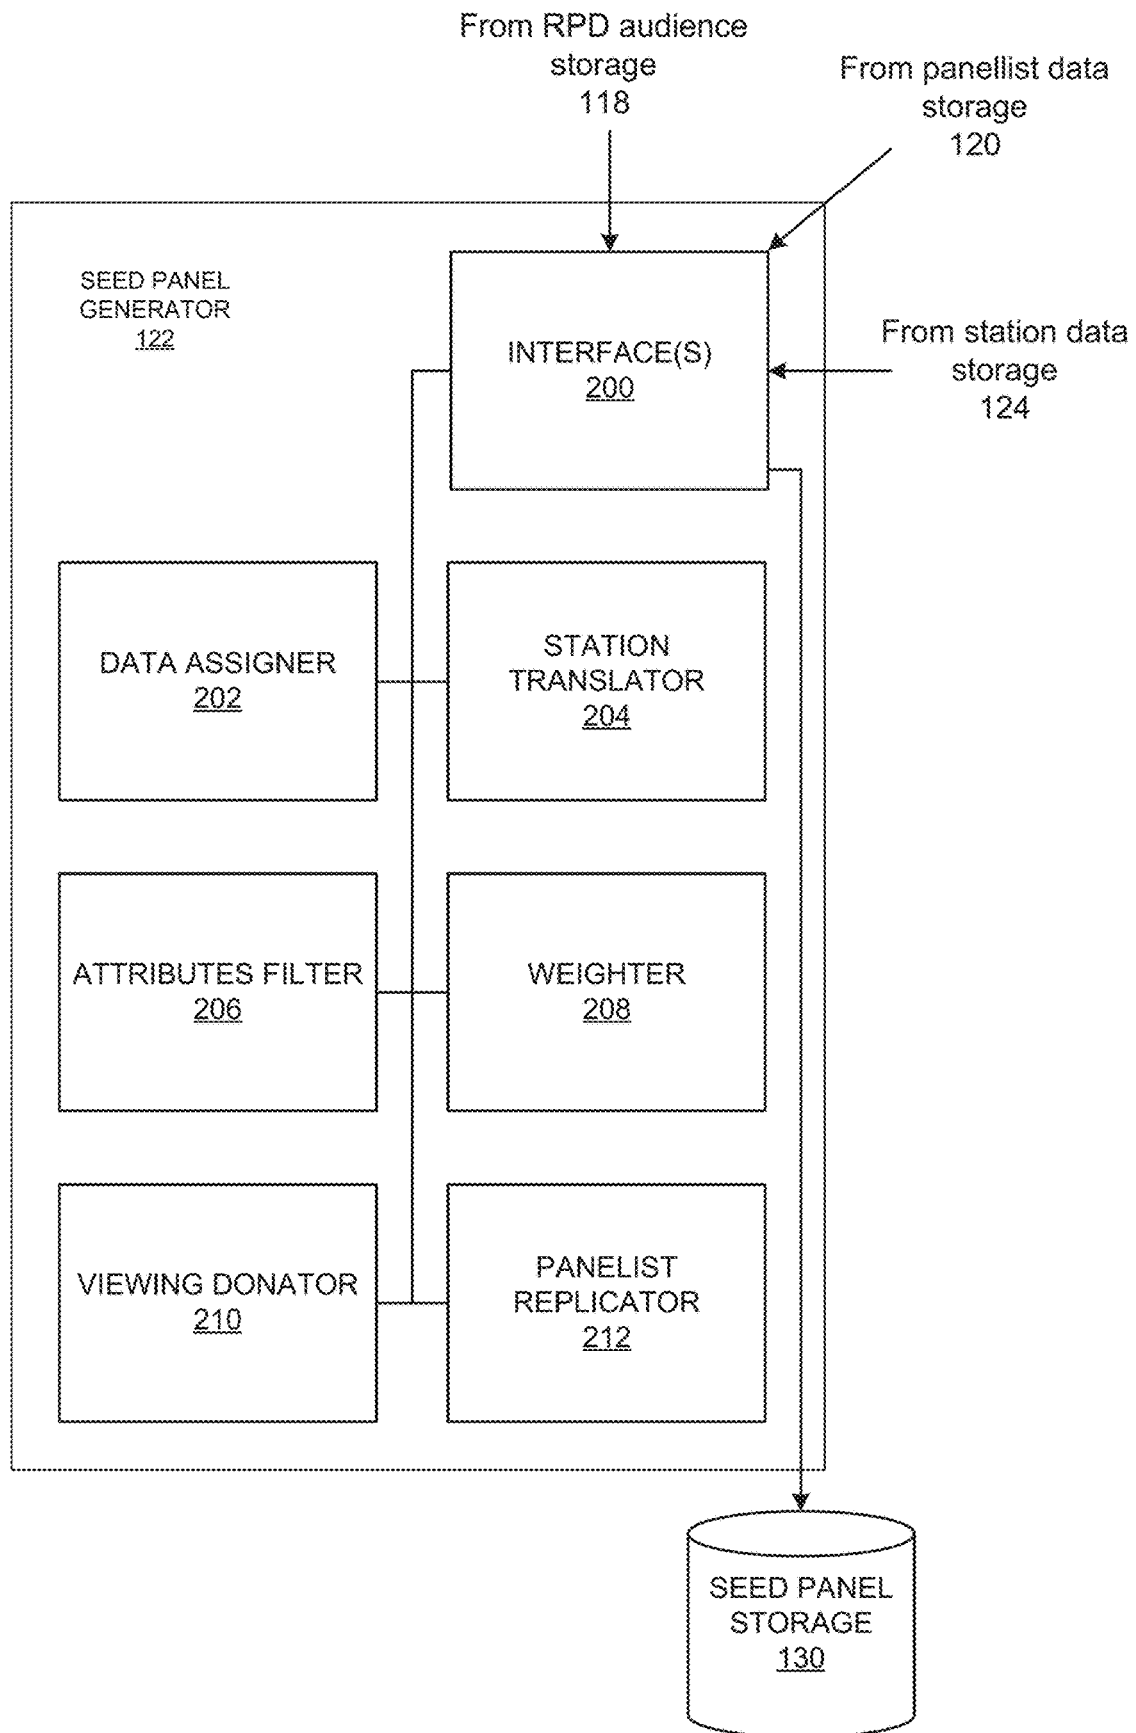 From RPD audience
storage
118
From panellist data
storage
120
SEED PANEL
GENERATOR
122
INTERFACE(S)
200
From station data
storage
124
DATA ASSIGNER
202
STATION
TRANSLATOR
204
ATTRIBUTES FILTER
206
WEIGHTER
208
VIEWING DONATOR
210
PANELIST
REPLICATOR
212
SEED PANEL
STORAGE
130